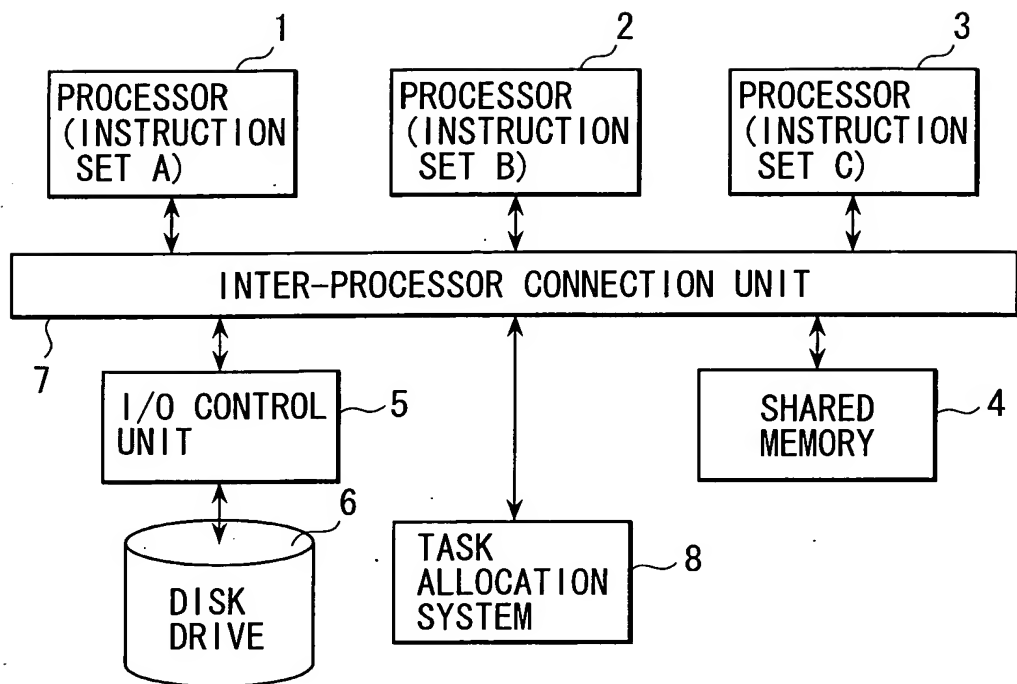 1
2
3
PROCESSOR
(INSTRUCTION
SET A)
PROCESSOR
(INSTRUCTION
SET B)
PROCESSOR
(INSTRUCTION
SET C)
INTER-PROCESSOR CONNECTION UNIT
7
I/O CONTROL
UNIT
5
SHARED
MEMORY
4
6
DISK
DRIVE
TASK
ALLOCATION
SYSTEM
8